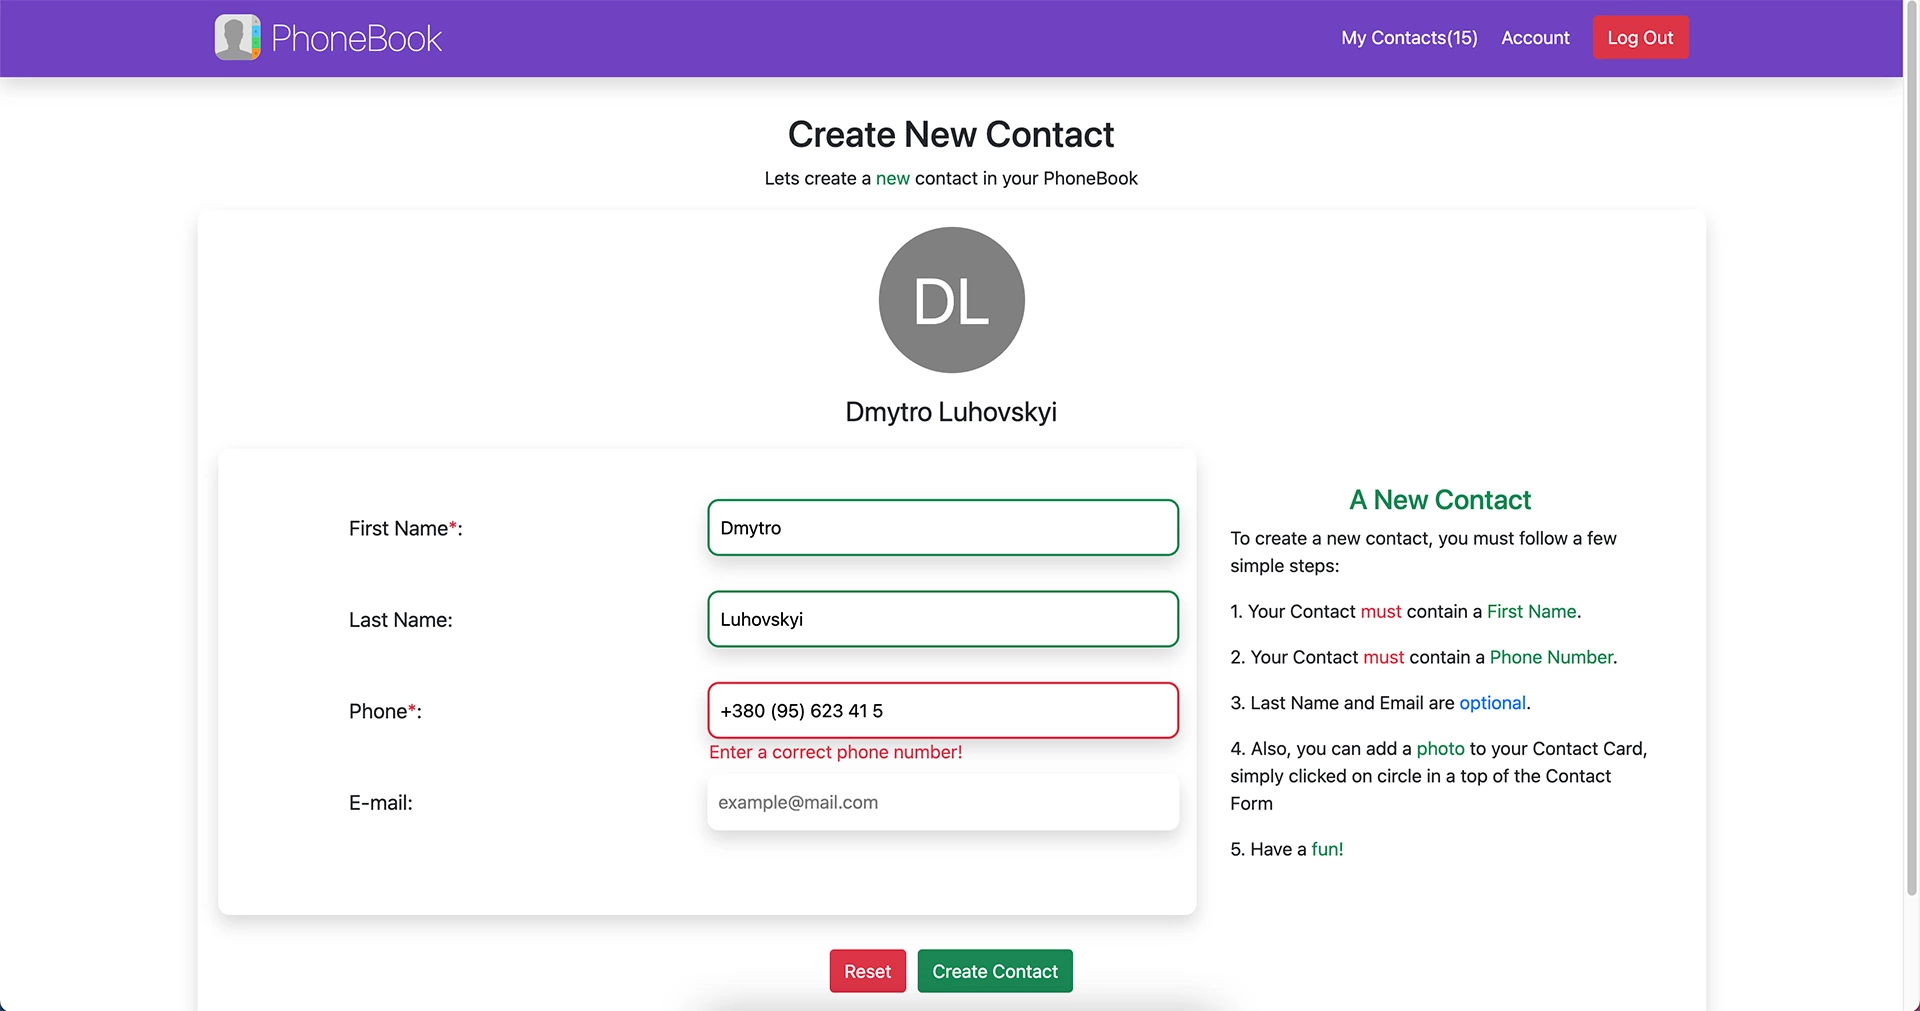 PhoneBook
My Contacts(15) Account Log Out
Create New Contact
Lets create a new contact in your PhoneBook
DL
Dmytro Luhovskyi
First Name*:
Dmytro
Last Name:
Luhovskyi
Phone*:
+380 (95) 623 41 5
Enter a correct phone number!
E-mail:
example@mail.com
A New Contact
To create a new contact, you must follow a few
simple steps:
1. Your Contact must contain a First Name.
2. Your Contact must contain a Phone Number.
3. Last Name and Email are optional.
4. Also, you can add a photo to your Contact Card,
simply clicked on circle in a top of the Contact
Form
5. Have a fun!
Reset Create Contact